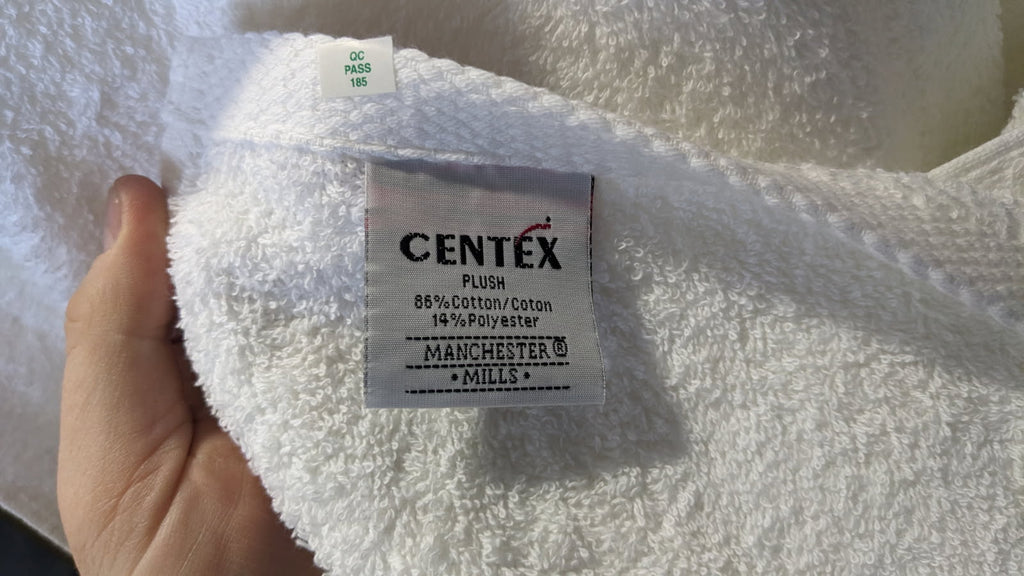 QC
PASS
185
CENTEX
PLUSH
86%Cotton/Coton
14%Polyester
MANCHESTER®
•MILLS•